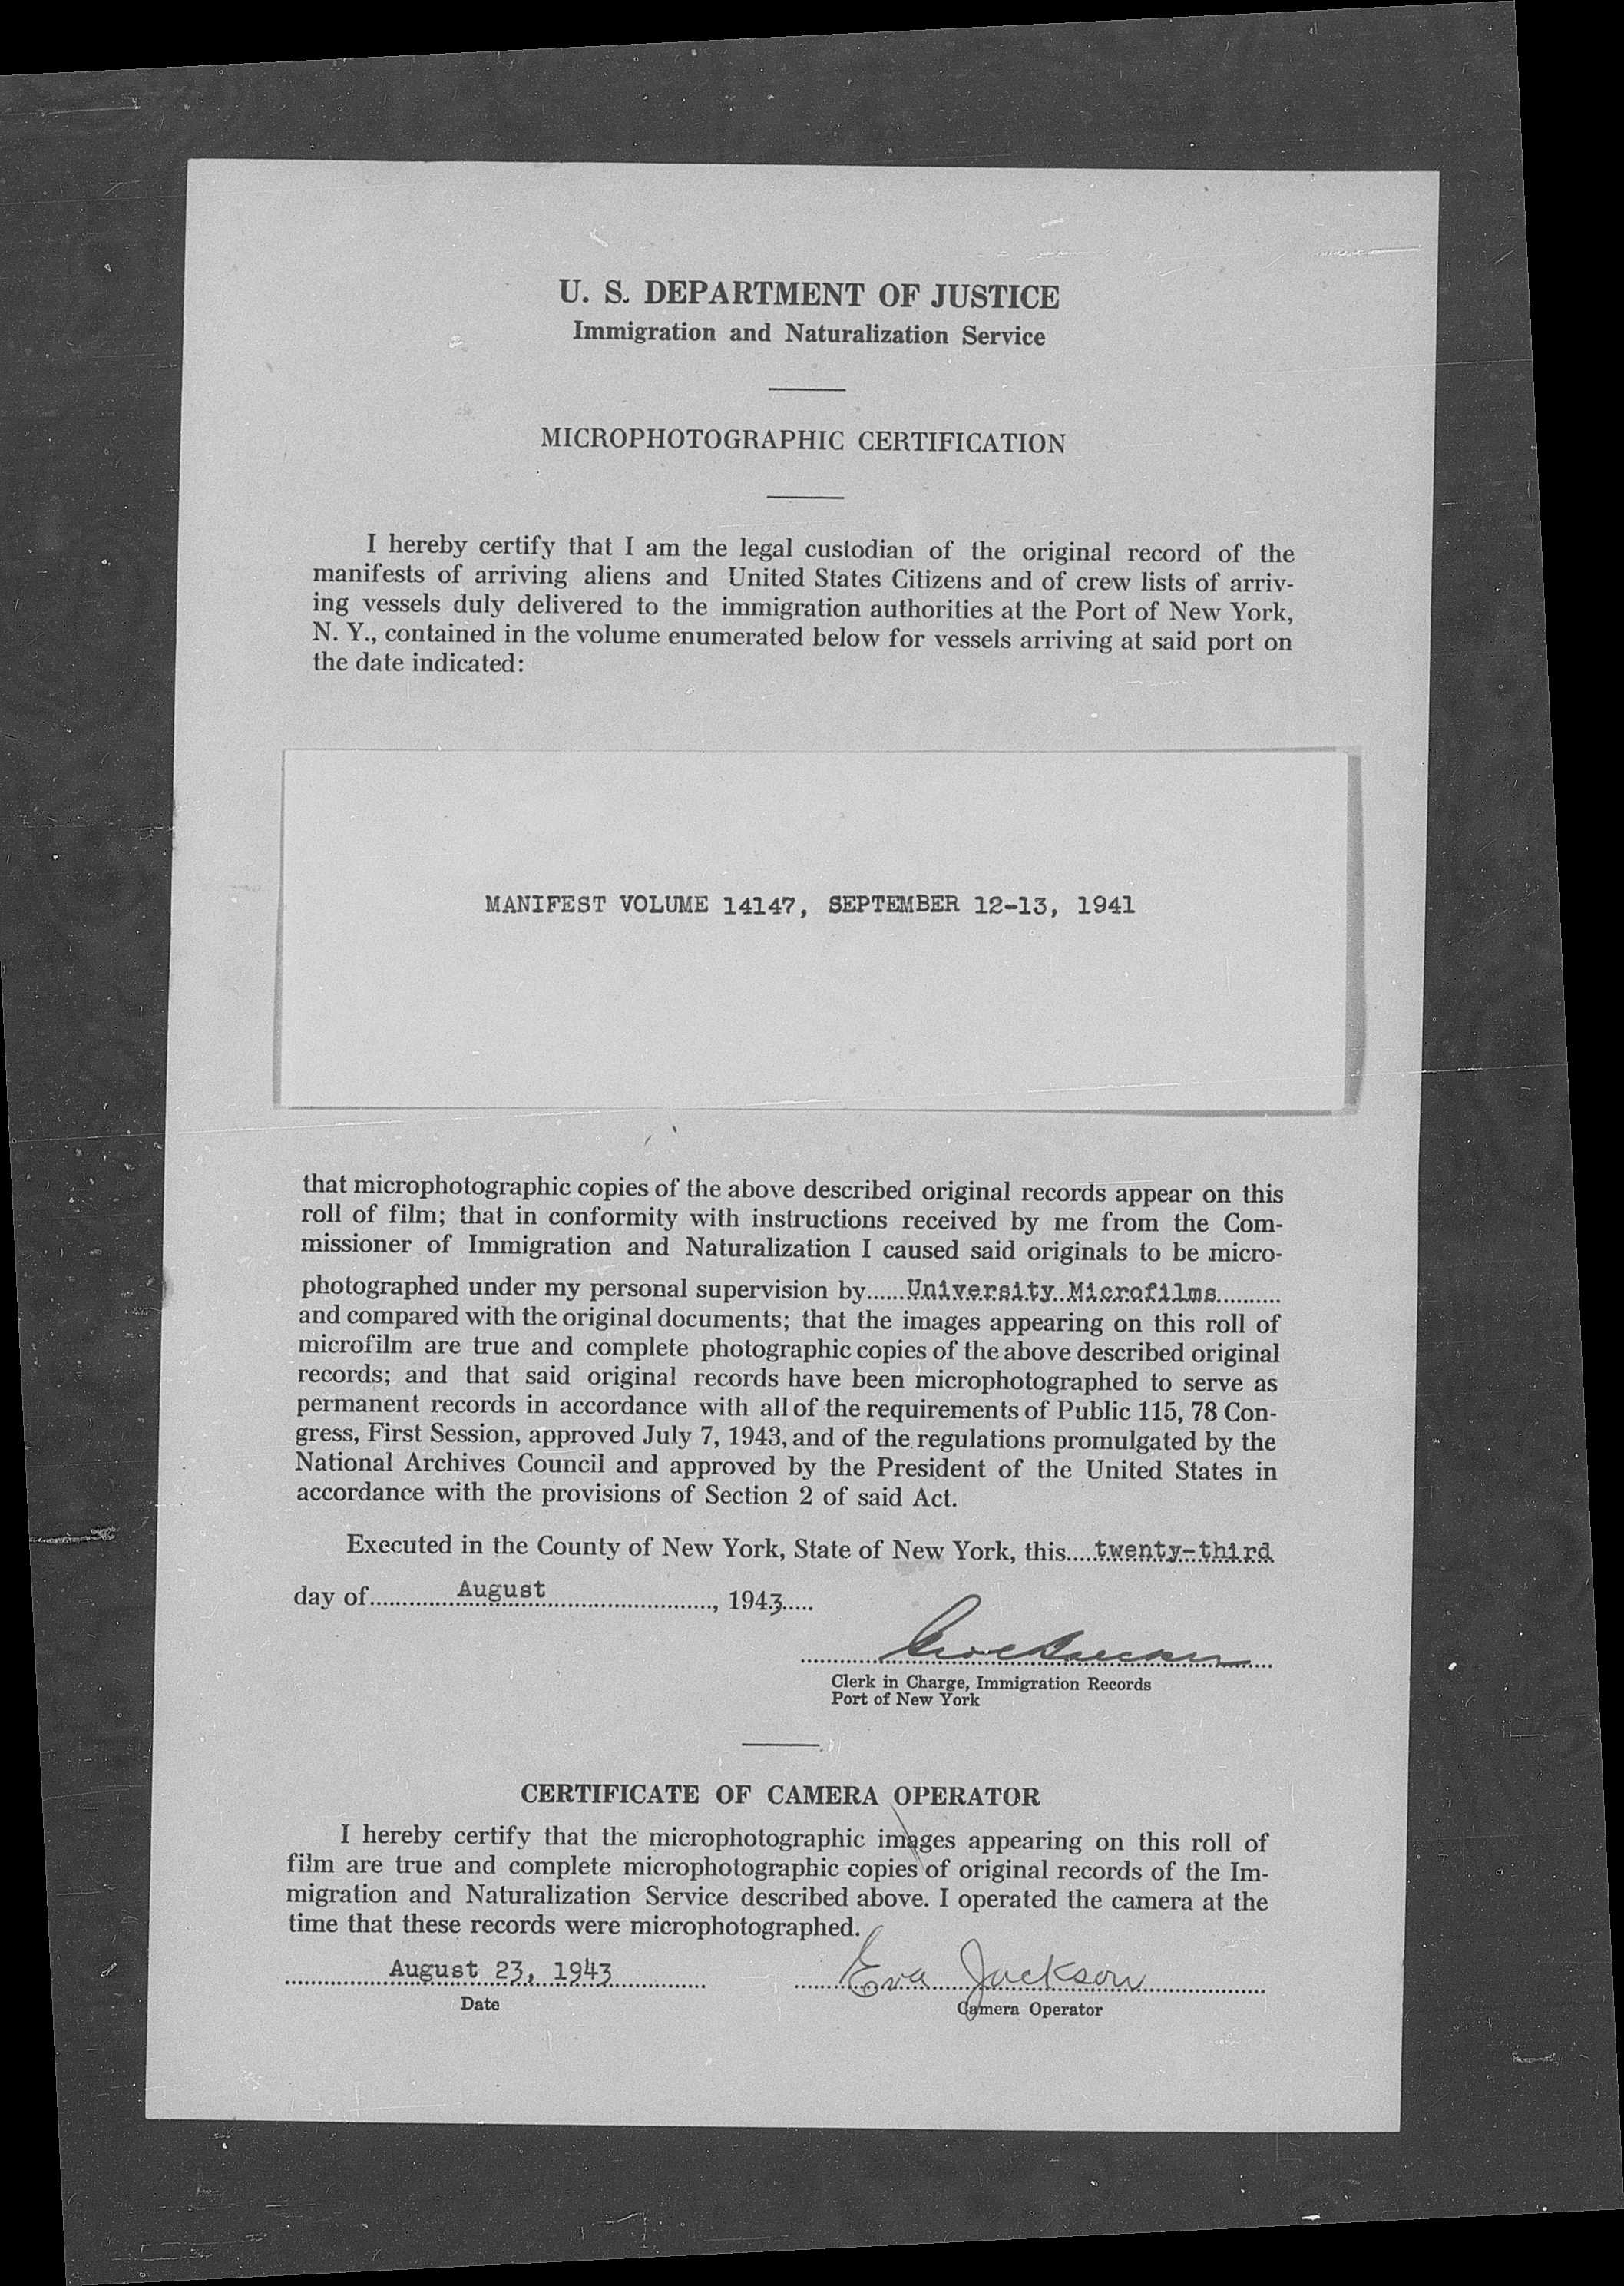 U. S. DEPARTMENT OF JUSTICE
Immigration and Naturalization Service
MICROPHOTOGRAPHIC CERTIFICATION
I hereby certify that I am the legal custodian of the original record of the
manifests of arriving aliens and United States Citizens and of crew lists of arriv-
ing vessels duly delivered to the immigration authorities at the Port of New York,
N. Y., contained in the volume enumerated below for vessels arriving at said port on
the date indicated:
MANIFEST VOLUME 14147, SEPTEMBER 12-13, 1941
that microphotographic copies of the above described original records appear on this
roll of film; that in conformity with instructions received by me from the Com-
missioner of Immigration and Naturalization I caused said originals to be micro-
photographed under my personal supervision by......University Microfilms..........
and compared with the original documents; that the images appearing on this roll of
microfilm are true and complete photographic copies of the above described original
records; and that said original records have been microphotographed to serve as
permanent records in accordance with all of the requirements of Public 115, 78 Con-
gress, First Session, approved July 7, 1943, and of the regulations promulgated by the
National Archives Council and approved by the President of the United States in
accordance with the provisions of Section 2 of said Act.
Executed in the County of New York, State of New York, this.....twenty-third
day of..............August............................, 1943.....
Clerk in Charge, Immigration Records
Port of New York
CERTIFICATE OF CAMERA OPERATOR
I hereby certify that the microphotographic images appearing on this roll of
film are true and complete microphotographic copies of original records of the Im-
migration and Naturalization Service described above. I operated the camera at the
time that these records were microphotographed.
August 23, 1943 Eva Jackson
Date Camera Operator